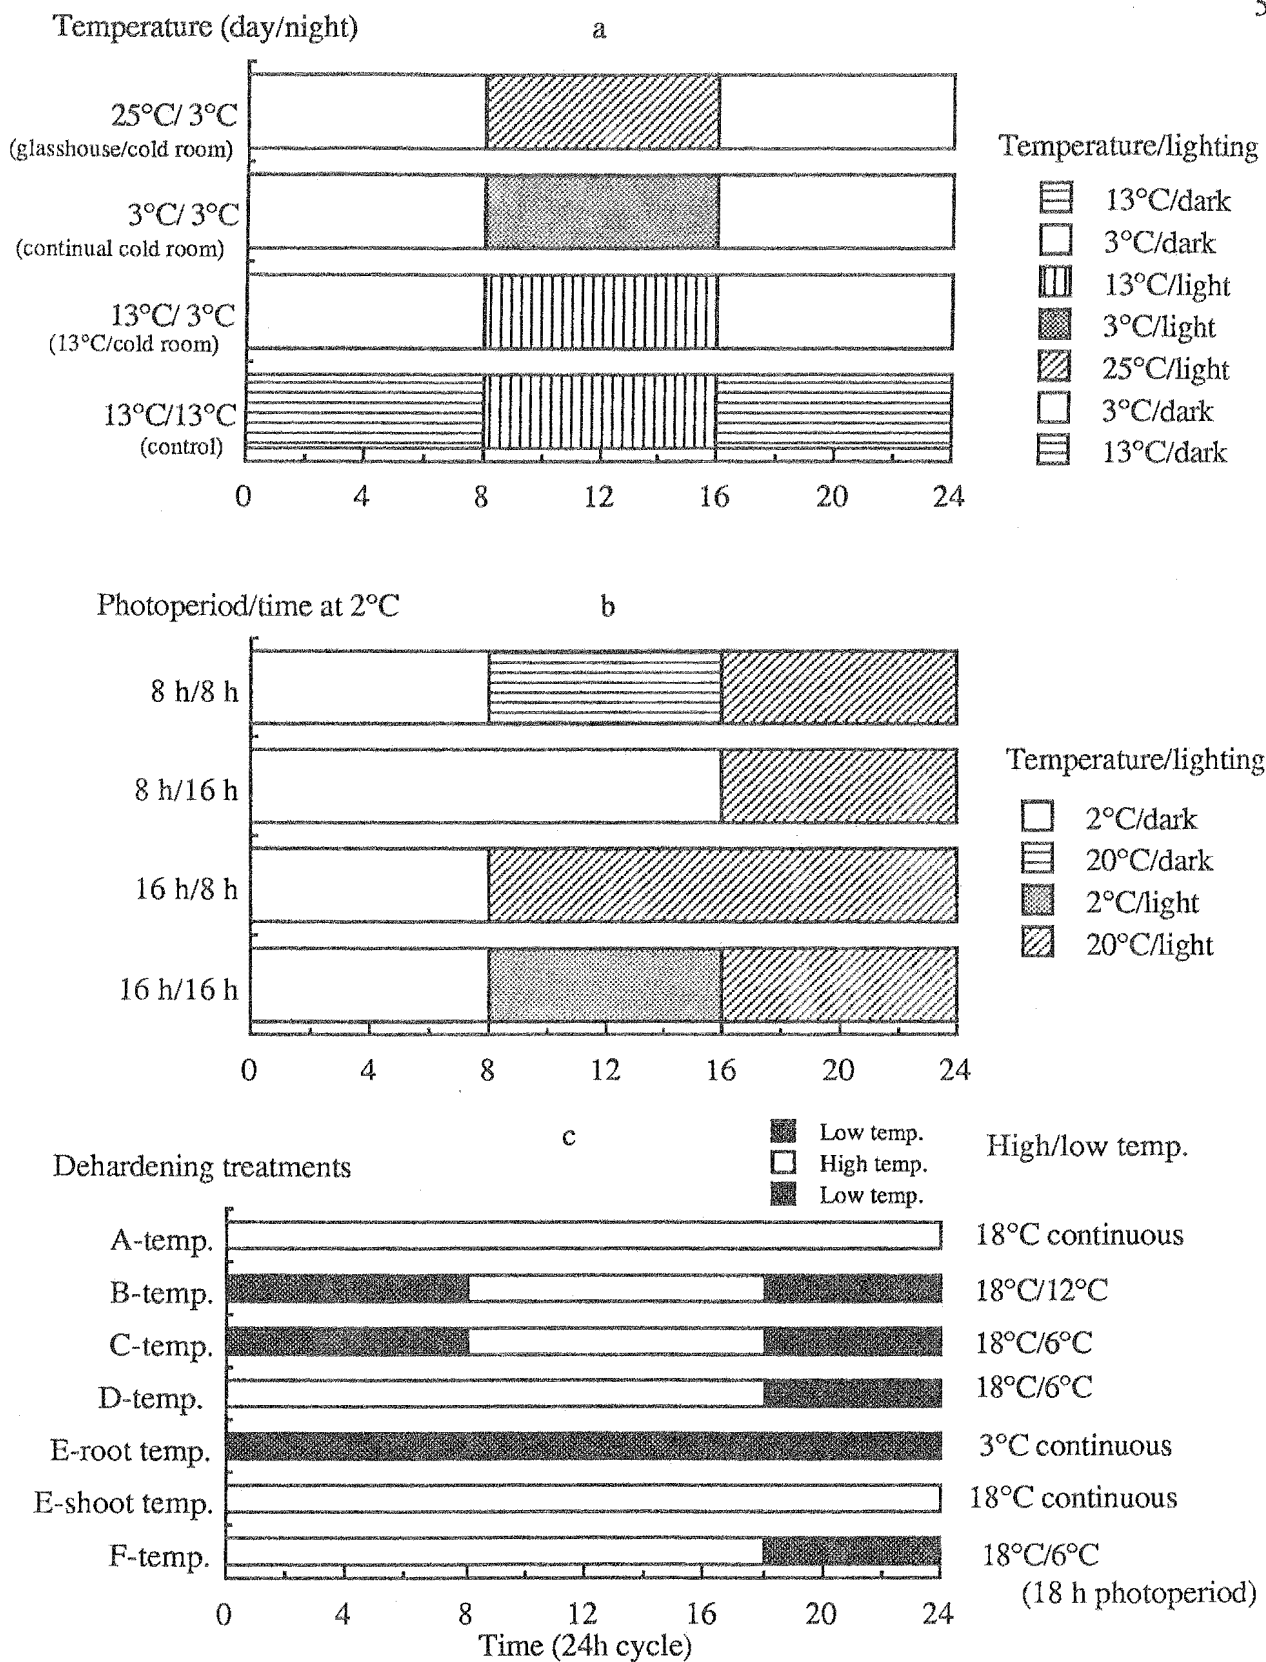 5
Temperature (day/night)
a
25°C/ 3°C
(glasshouse/cold room)
3°C/ 3°C
(continual cold room)
13°C/ 3°C
(13°C/cold room)
13°C/13°C
(control)
0 4 8 12 16 20 24
Temperature/lighting
13°C/dark
3°C/dark
13°C/light
3°C/light
25°C/light
3°C/dark
13°C/dark
Photoperiod/time at 2°C
b
8 h/8 h
8 h/16 h
16 h/8 h
16 h/16 h
0 4 8 12 16 20 24
Temperature/lighting
2°C/dark
20°C/dark
2°C/light
20°C/light
c
Low temp.
High temp.
Low temp.
High/low temp.
Dehardening treatments
A-temp. 18°C continuous
B-temp. 18°C/12°C
C-temp. 18°C/6°C
D-temp. 18°C/6°C
E-root temp. 3°C continuous
E-shoot temp. 18°C continuous
F-temp. 18°C/6°C
(18 h photoperiod)
0 4 8 12 16 20 24
Time (24h cycle)